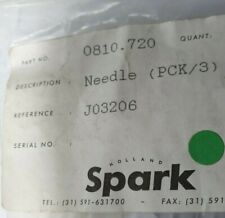 PART NO. 0810.720 QUANT:
DESCRIPTION. Needle (PCK/3)
REFERENCE. J03206
SERIAL NO.
HOLLAND
Spark
TEL.: (31) 591-631700 - FAX: (31) 591